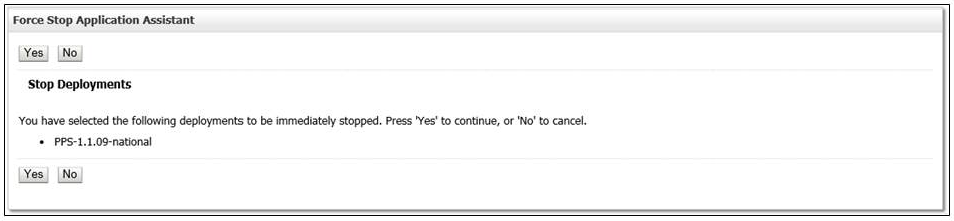 Force Stop Application Assistant
Yes No
Stop Deployments
You have selected the following deployments to be immediately stopped. Press 'Yes' to continue, or 'No' to cancel.
• PPS-1.1.09-national
Yes No